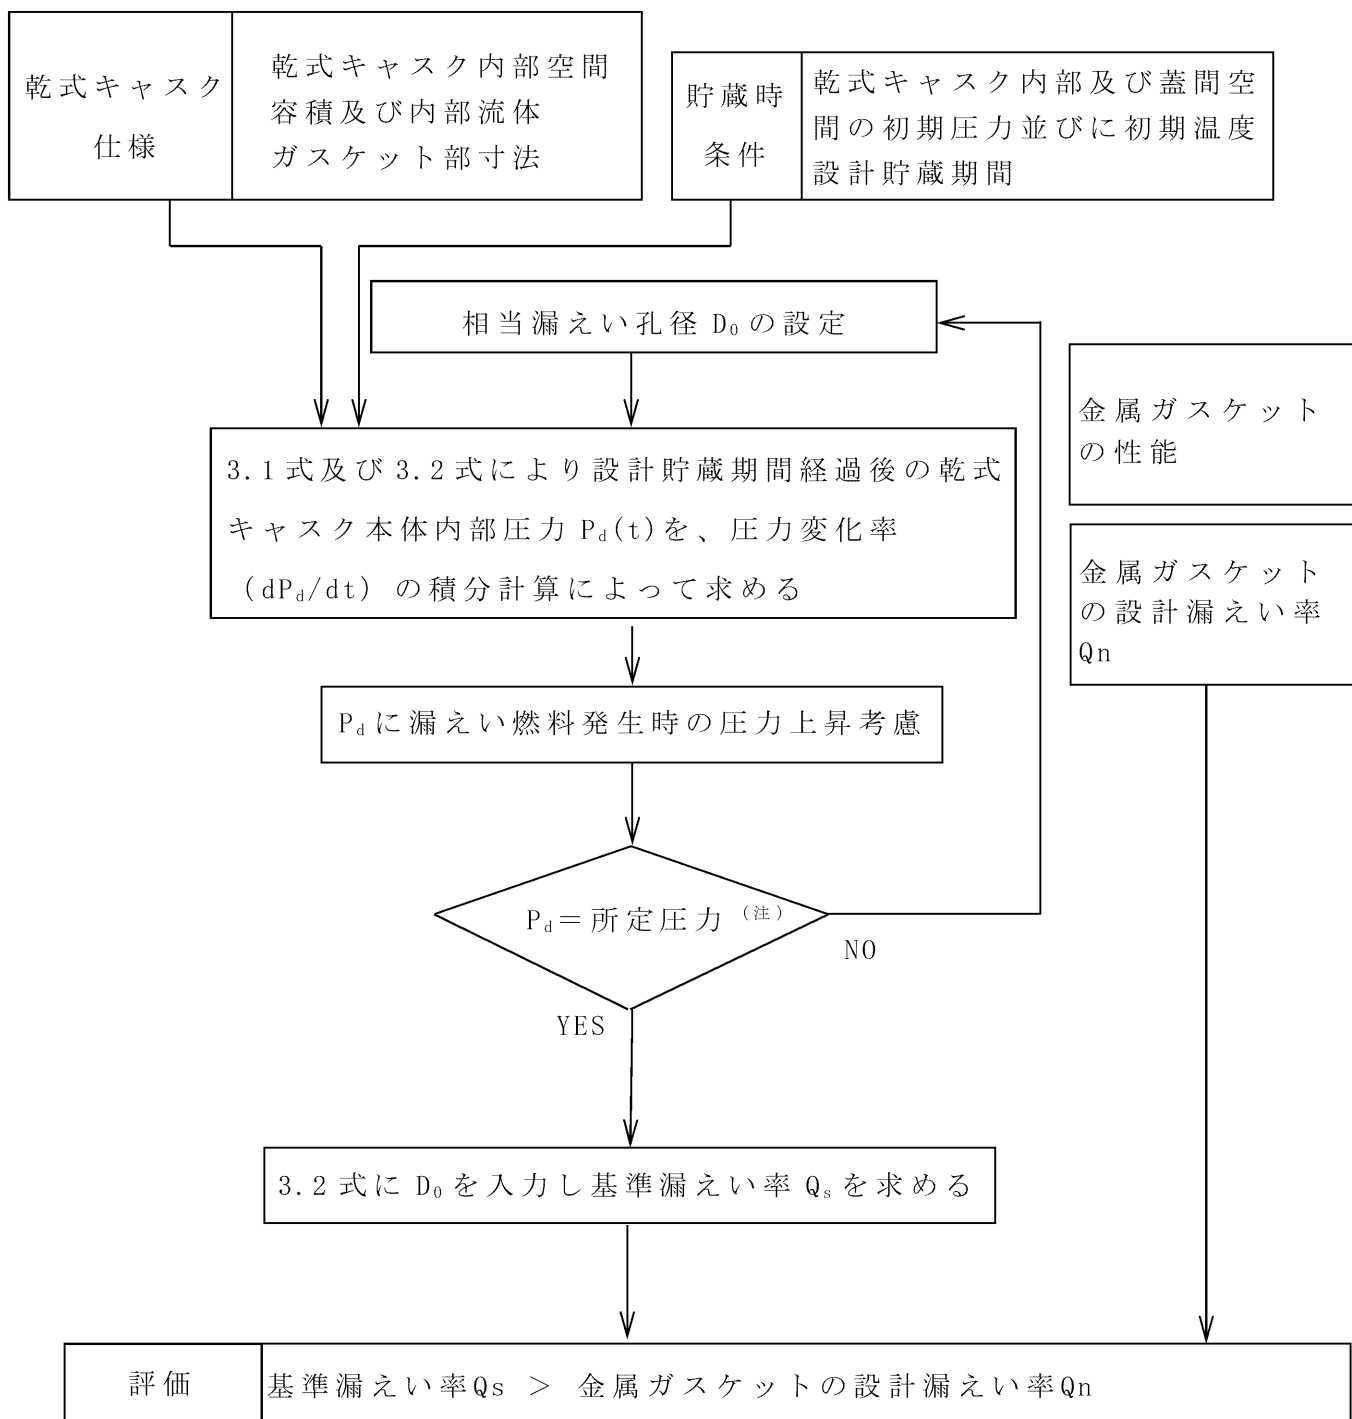 乾式キャスク
仕様
乾式キャスク内部空間
容積及び内部流体
ガスケット部寸法
貯蔵時
条件
乾式キャスク内部及び蓋間空
間の初期圧力並びに初期温度
設計貯蔵期間
相当漏えい孔径 D₀の設定
金属ガスケット
の性能
3.1式及び3.2式により設計貯蔵期間経過後の乾式
キャスク本体内部圧力 Pd(t)を、圧力変化率
(dPd/dt) の積分計算によって求める
金属ガスケット
の設計漏えい率
Qn
Pdに漏えい燃料発生時の圧力上昇考慮
Pd＝所定圧力(注)
NO
YES
3.2式に D₀を入力し基準漏えい率 Qsを求める
評価
基準漏えい率Qs > 金属ガスケットの設計漏えい率Qn